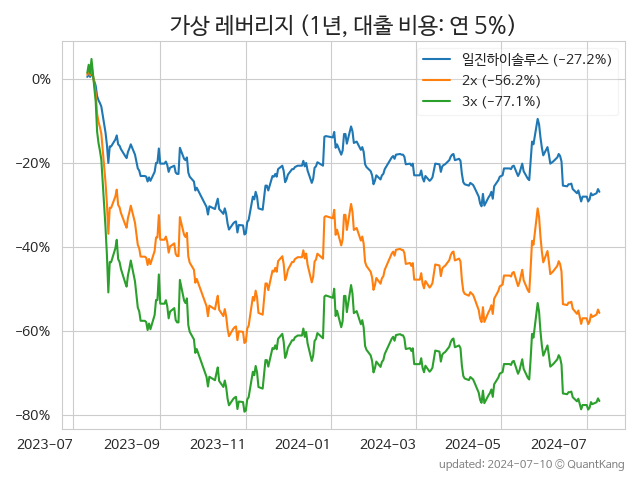 가상 레버리지 (1년, 대출 비용: 연 5%)
일진하이솔루스 (−27.2%)
2x (−56.2%)
3x (−77.1%)
0%
−20%
−40%
−60%
−80%
2023−07 2023−09 2023−11 2024−01 2024−03 2024−05 2024−07
updated: 2024-07-10 © QuantKang